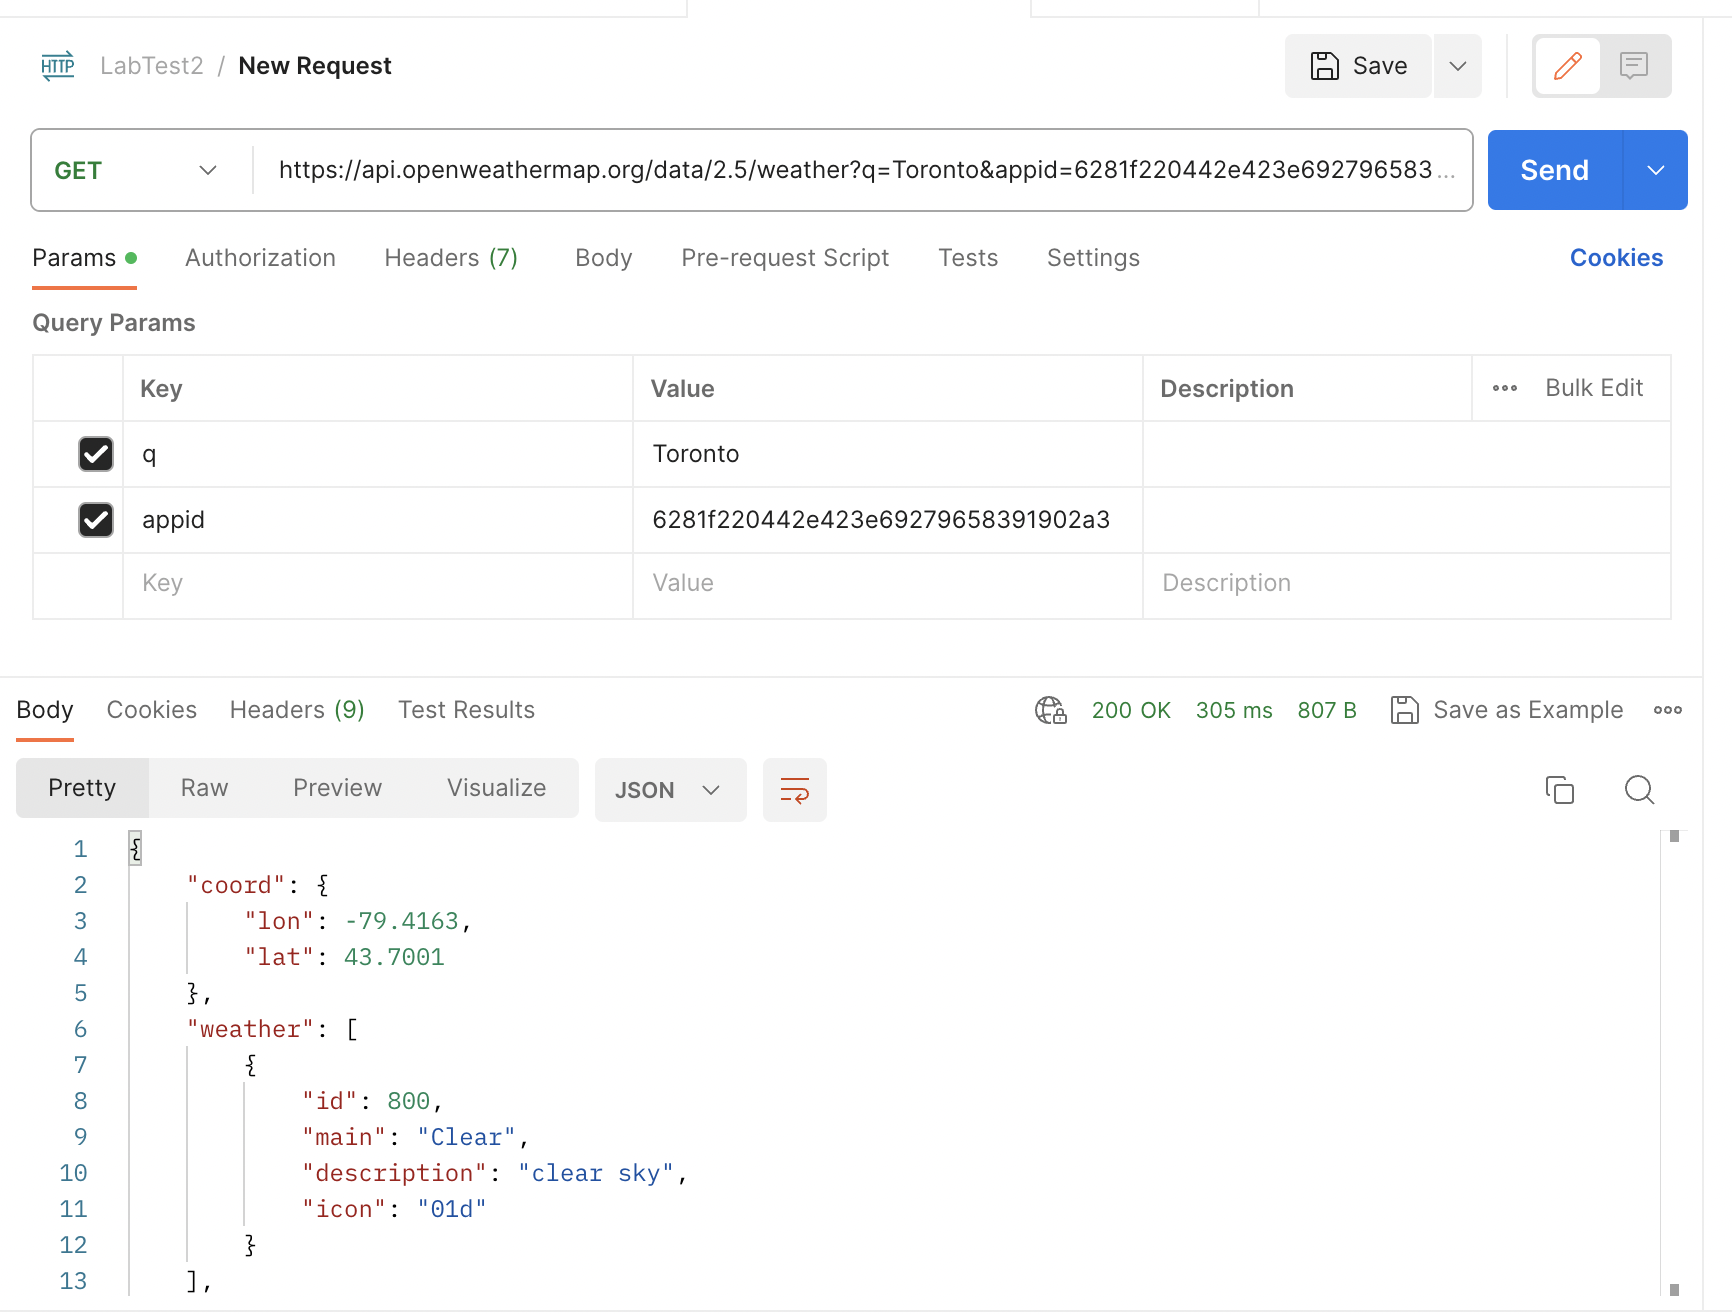 HTTP LabTest2 / New Request Save
GET https://api.openweathermap.org/data/2.5/weather?q=Toronto&appid=6281f220442e423e692796583... Send
Params Authorization Headers (7) Body Pre-request Script Tests Settings Cookies
Query Params
Key Value Description Bulk Edit
q Toronto
appid 6281f220442e423e69279658391902a3
Key Value Description
Body Cookies Headers (9) Test Results 200 OK 305 ms 807 B Save as Example
Pretty Raw Preview Visualize JSON
1 {
2 "coord": {
3 "lon": -79.4163,
4 "lat": 43.7001
5 },
6 "weather": [
7 {
8 "id": 800,
9 "main": "Clear",
10 "description": "clear sky",
11 "icon": "01d"
12 }
13 ],